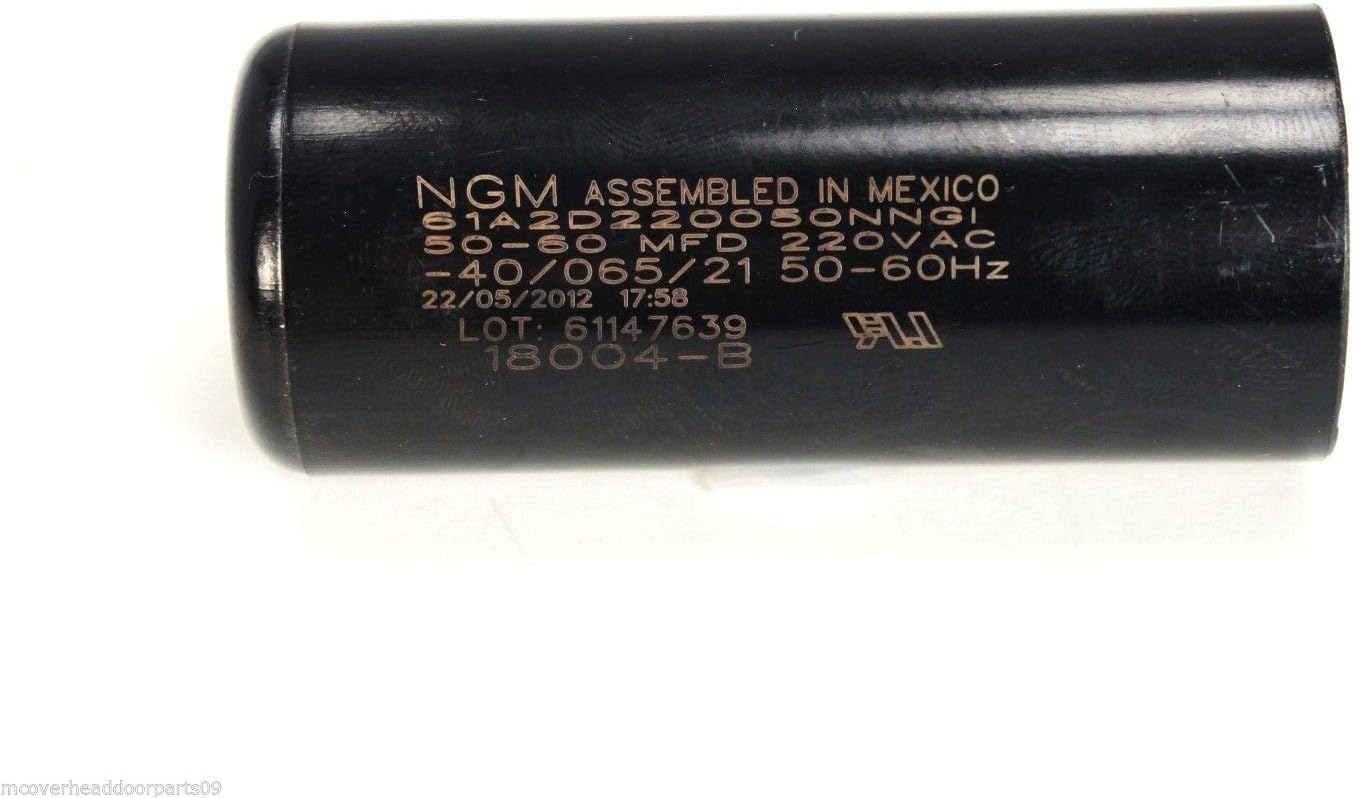 NGM ASSEMBLED IN MEXICO
61A2D220050NNGI
50-60 MFD 220VAC
-40/065/21 50-60Hz
22/05/2012 17:58
LOT: 61147639
18004-B
mcoverheaddoorparts09